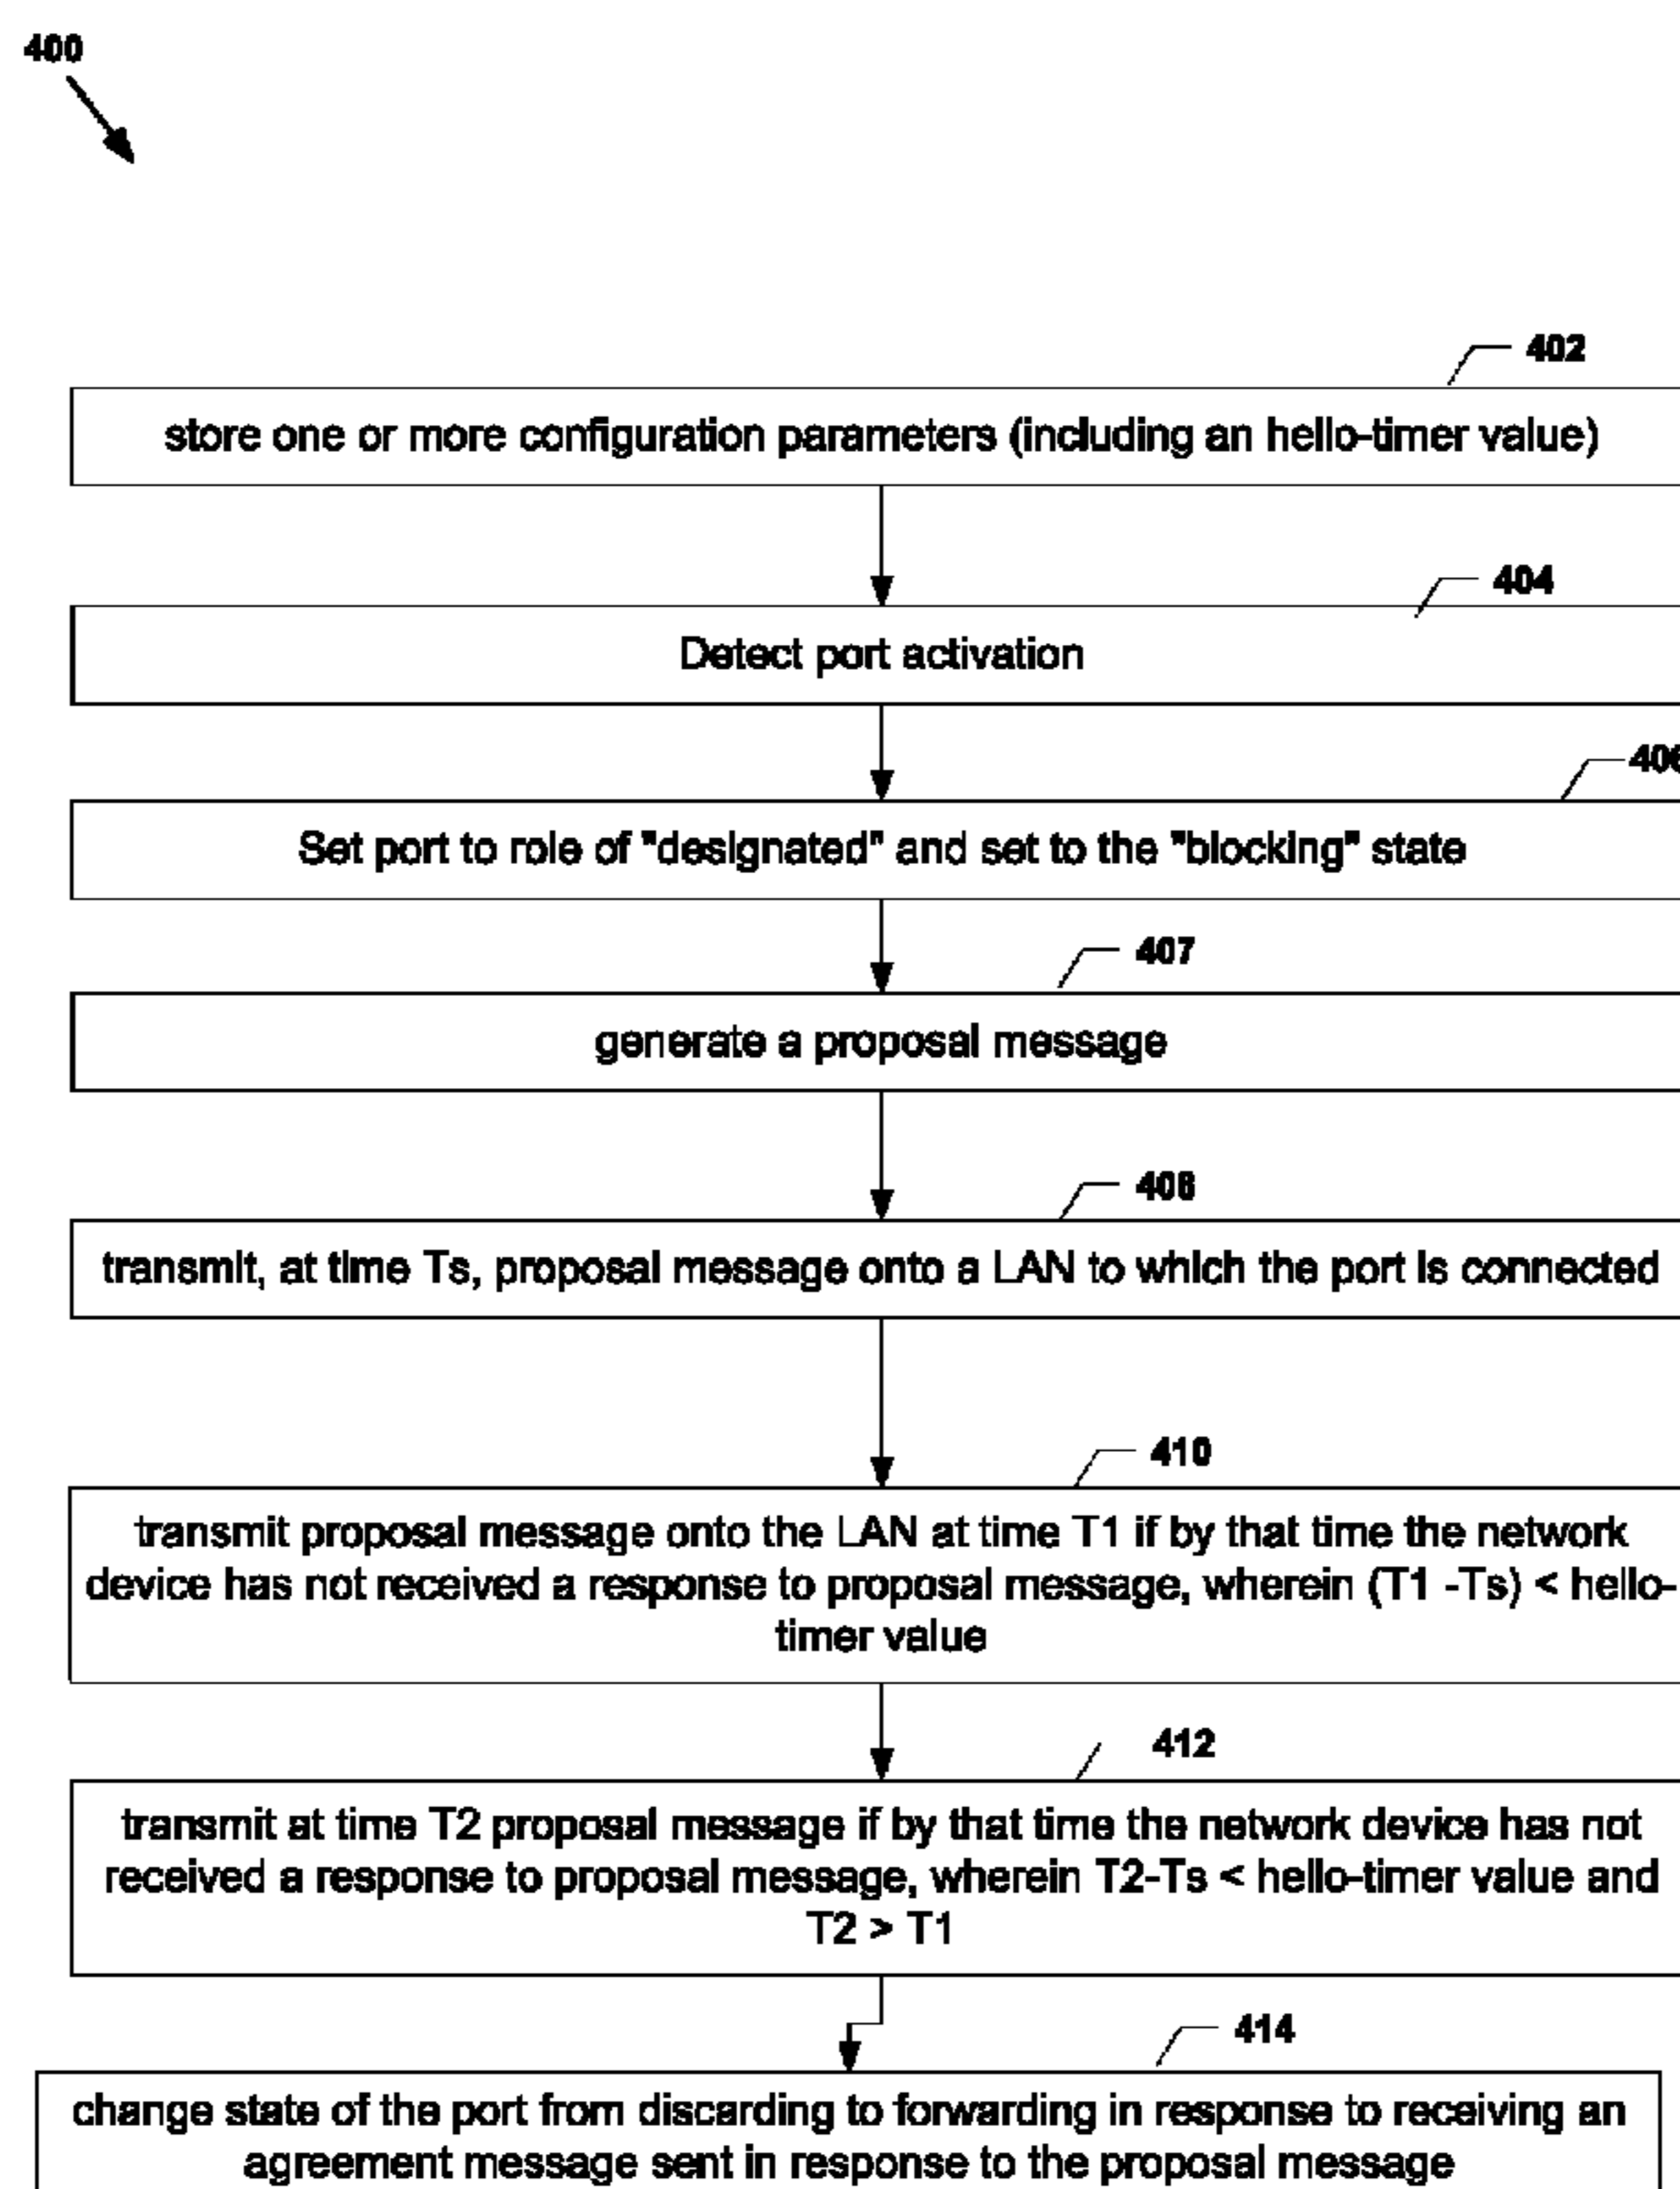 400
402
store one or more configuration parameters (including an hello-timer value)
404
Detect port activation
406
Set port to role of "designated" and set to the "blocking" state
407
generate a proposal message
408
transmit, at time Ts, proposal message onto a LAN to which the port is connected
410
transmit proposal message onto the LAN at time T1 if by that time the network
device has not received a response to proposal message, wherein (T1 -Ts) < hello-
timer value
412
transmit at time T2 proposal message if by that time the network device has not
received a response to proposal message, wherein T2-Ts < hello-timer value and
T2 > T1
414
change state of the port from discarding to forwarding in response to receiving an
agreement message sent in response to the proposal message